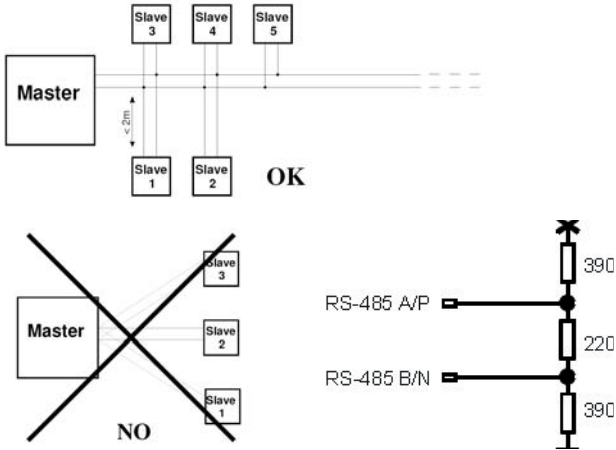 Slave
3
Slave
4
Slave
5
Master
< 2m
Slave
1
Slave
2
OK
Slave
3
Master
Slave
2
Slave
1
NO
390
RS-485 A/P
220
RS-485 B/N
390